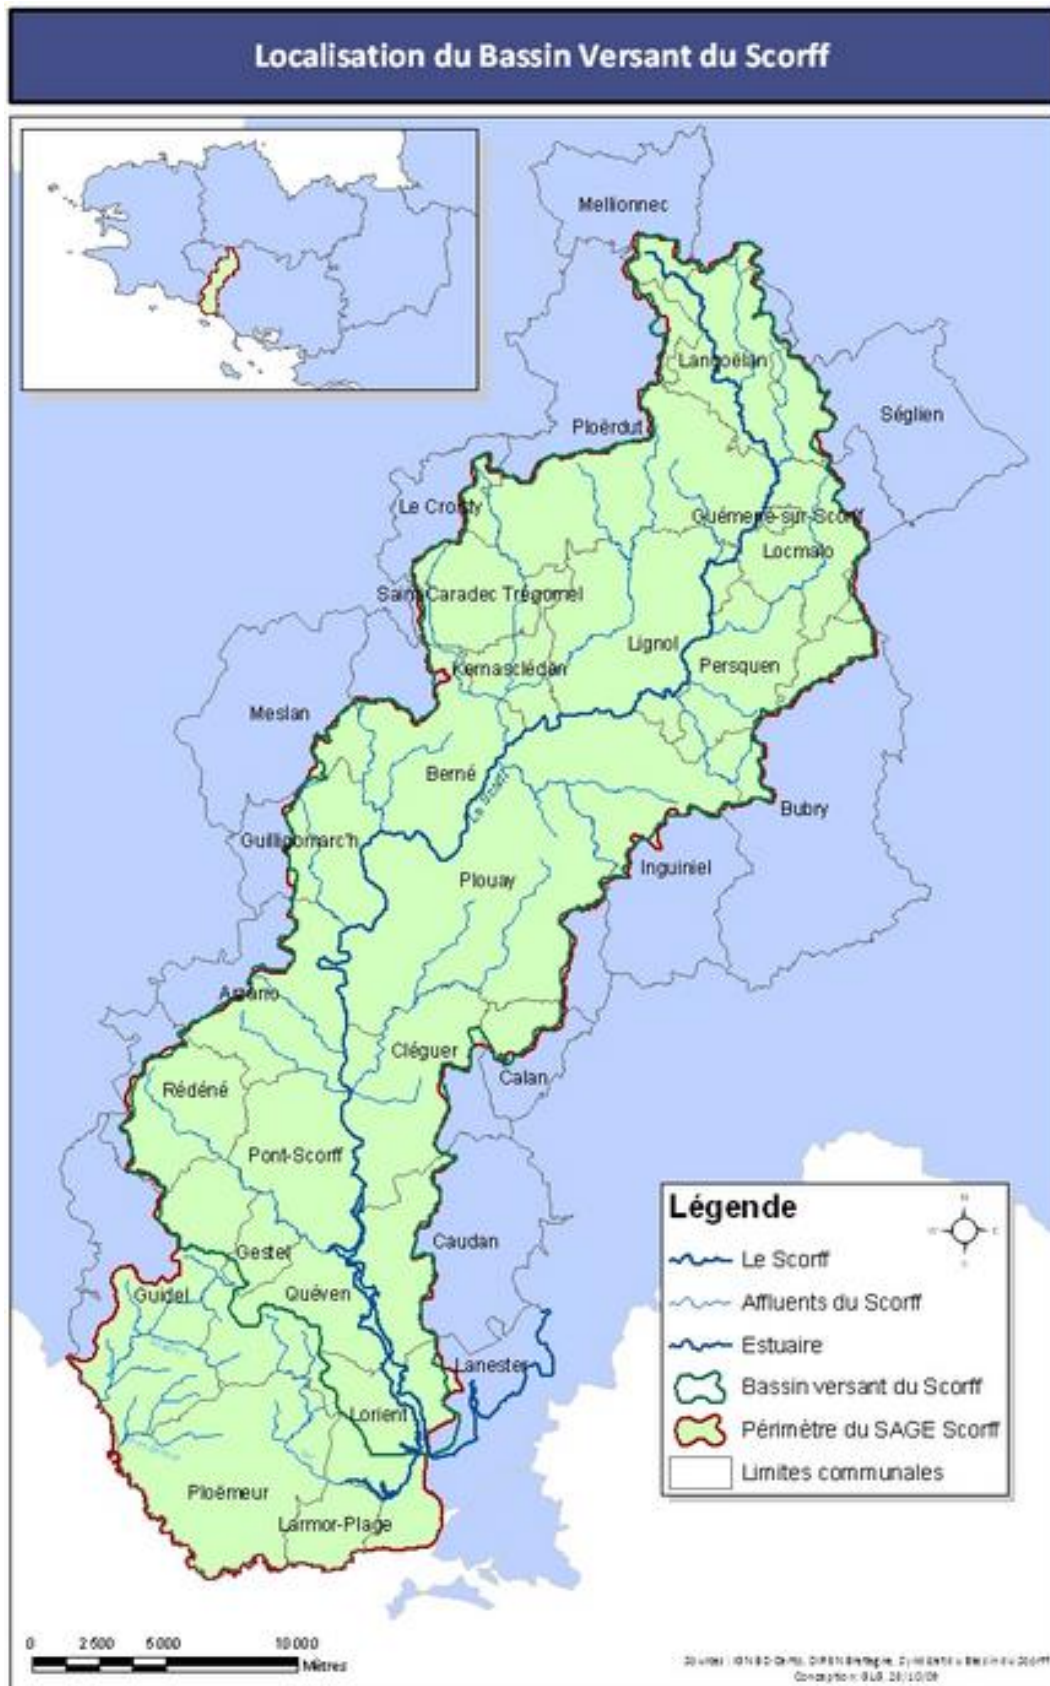 Localisation du Bassin Versant du Scorff
Mellionnec
Langoëlan
Séglien
Ploërdut
Le Croisty
Guémené-sur-Scorff
Locmalo
Saint Caradec Trégomel
Lignol
Kernascléden
Persquen
Meslan
Berné
Le Scorff
Bubry
Guilligomarc'h
Inguiniel
Plouay
Arzano
Cléguer
Calan
Rédéné
Pont-Scorff
Caudan
Gestel
Guidel
Quéven
Lanester
Lorient
Ploëmeur
Larmor-Plage
Légende
N
W
E
S
Le Scorff
Affluents du Scorff
Estuaire
Bassin versant du Scorff
Périmètre du SAGE Scorff
Limites communales
0 2 500 5 000 10 000
Mètres